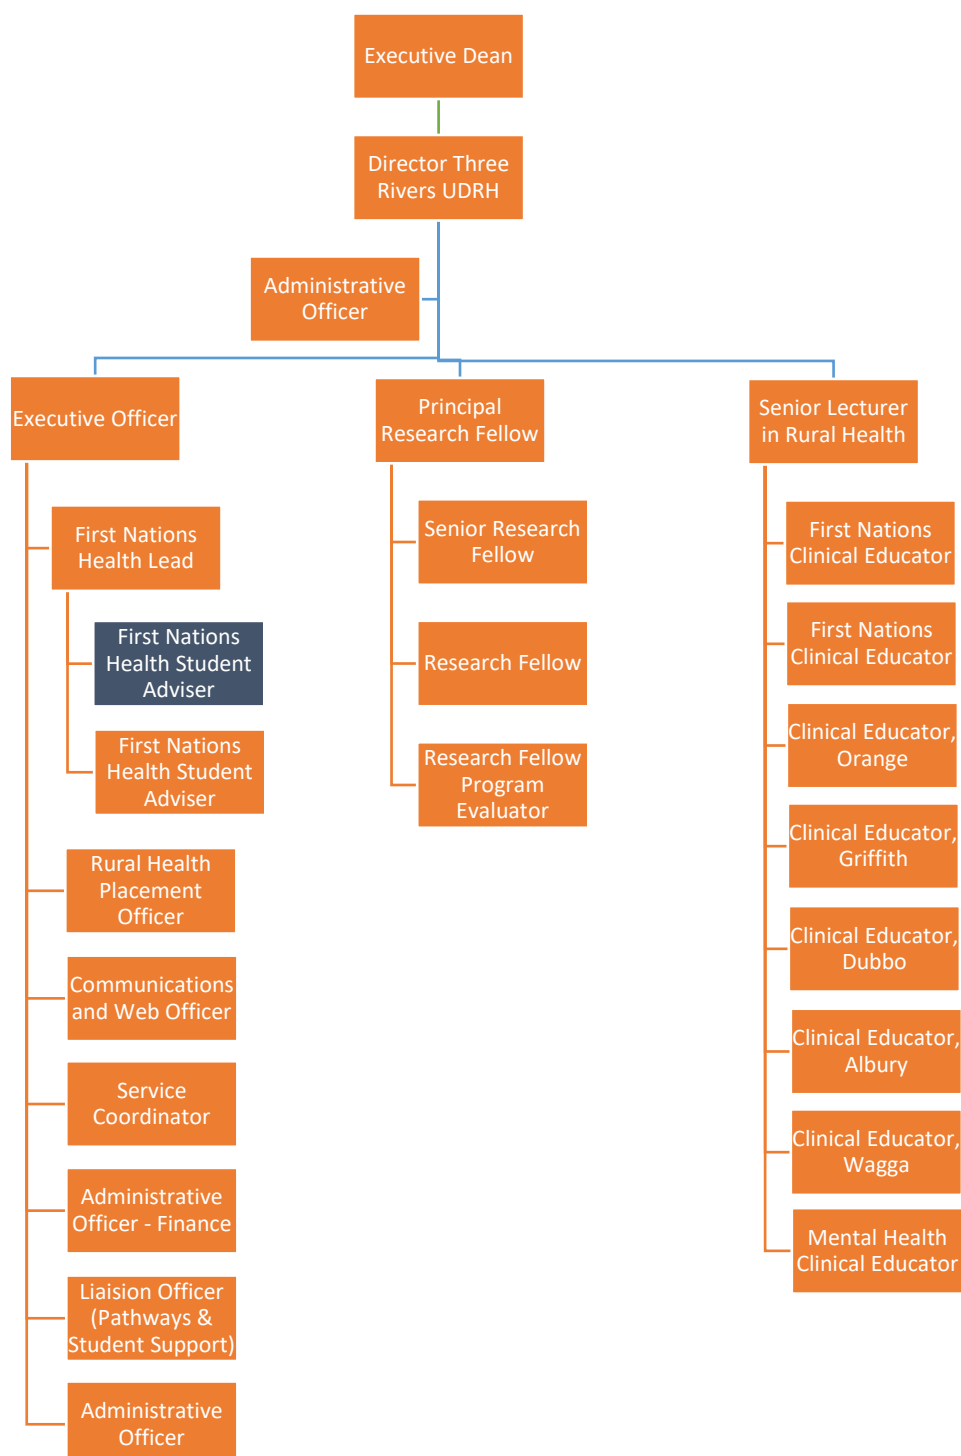 Executive Dean
Director Three
Rivers UDRH
Administrative
Officer
Executive Officer
First Nations
Health Lead
First Nations
Health Student
Adviser
First Nations
Health Student
Adviser
Rural Health
Placement
Officer
Communications
and Web Officer
Service
Coordinator
Administrative
Officer - Finance
Liaision Officer
(Pathways &
Student Support)
Administrative
Officer
Principal
Research Fellow
Senior Research
Fellow
Research Fellow
Research Fellow
Program
Evaluator
Senior Lecturer
in Rural Health
First Nations
Clinical Educator
First Nations
Clinical Educator
Clinical Educator,
Orange
Clinical Educator,
Griffith
Clinical Educator,
Dubbo
Clinical Educator,
Albury
Clinical Educator,
Wagga
Mental Health
Clinical Educator